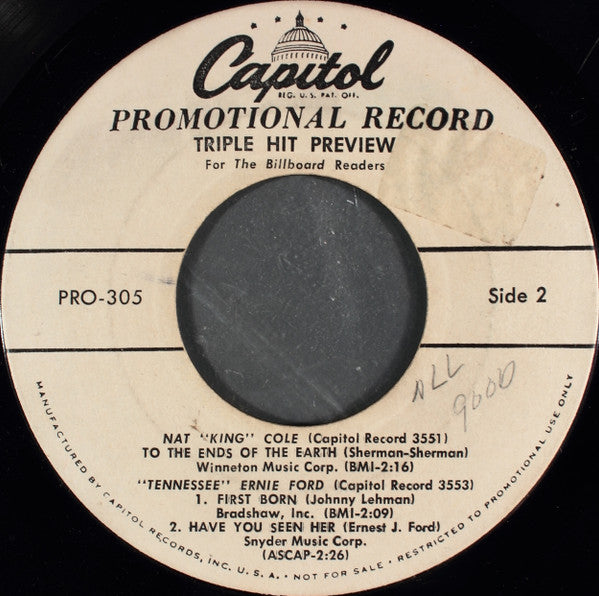 Capitol
REG. U.S. PAT. OFF.
PROMOTIONAL RECORD
TRIPLE HIT PREVIEW
For The Billboard Readers
PRO-305
Side 2
ALL
good
NAT "KING" COLE (Capitol Record 3551)
TO THE ENDS OF THE EARTH (Sherman-Sherman)
Winneton Music Corp. (BMI-2:16)
"TENNESSEE" ERNIE FORD (Capitol Record 3553)
1. FIRST BORN (Johnny Lehman)
Bradshaw, Inc. (BMI-2:09)
2. HAVE YOU SEEN HER (Ernest J. Ford)
Snyder Music Corp.
(ASCAP-2:26)
MANUFACTURED BY CAPITOL RECORDS, INC. U.S.A. • NOT FOR SALE • RESTRICTED TO PROMOTIONAL USE ONLY